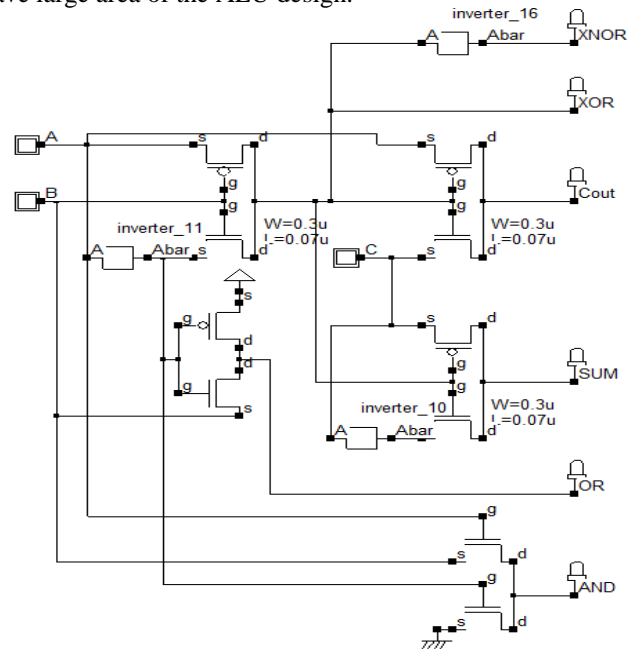 ave large area of the ALU design.
inverter_16
A Abar XNOR
XOR
A
s d s d
g g
Cout
B
g g
inverter_11
W=0.3u
L=0.07u
W=0.3u
L=0.07u
A Abar s d
C
s d
s
g d s d
d
g
g
s
g
SUM
inverter_10
W=0.3u
L=0.07u
A Abar s d
OR
g
s d
g
AND
s d